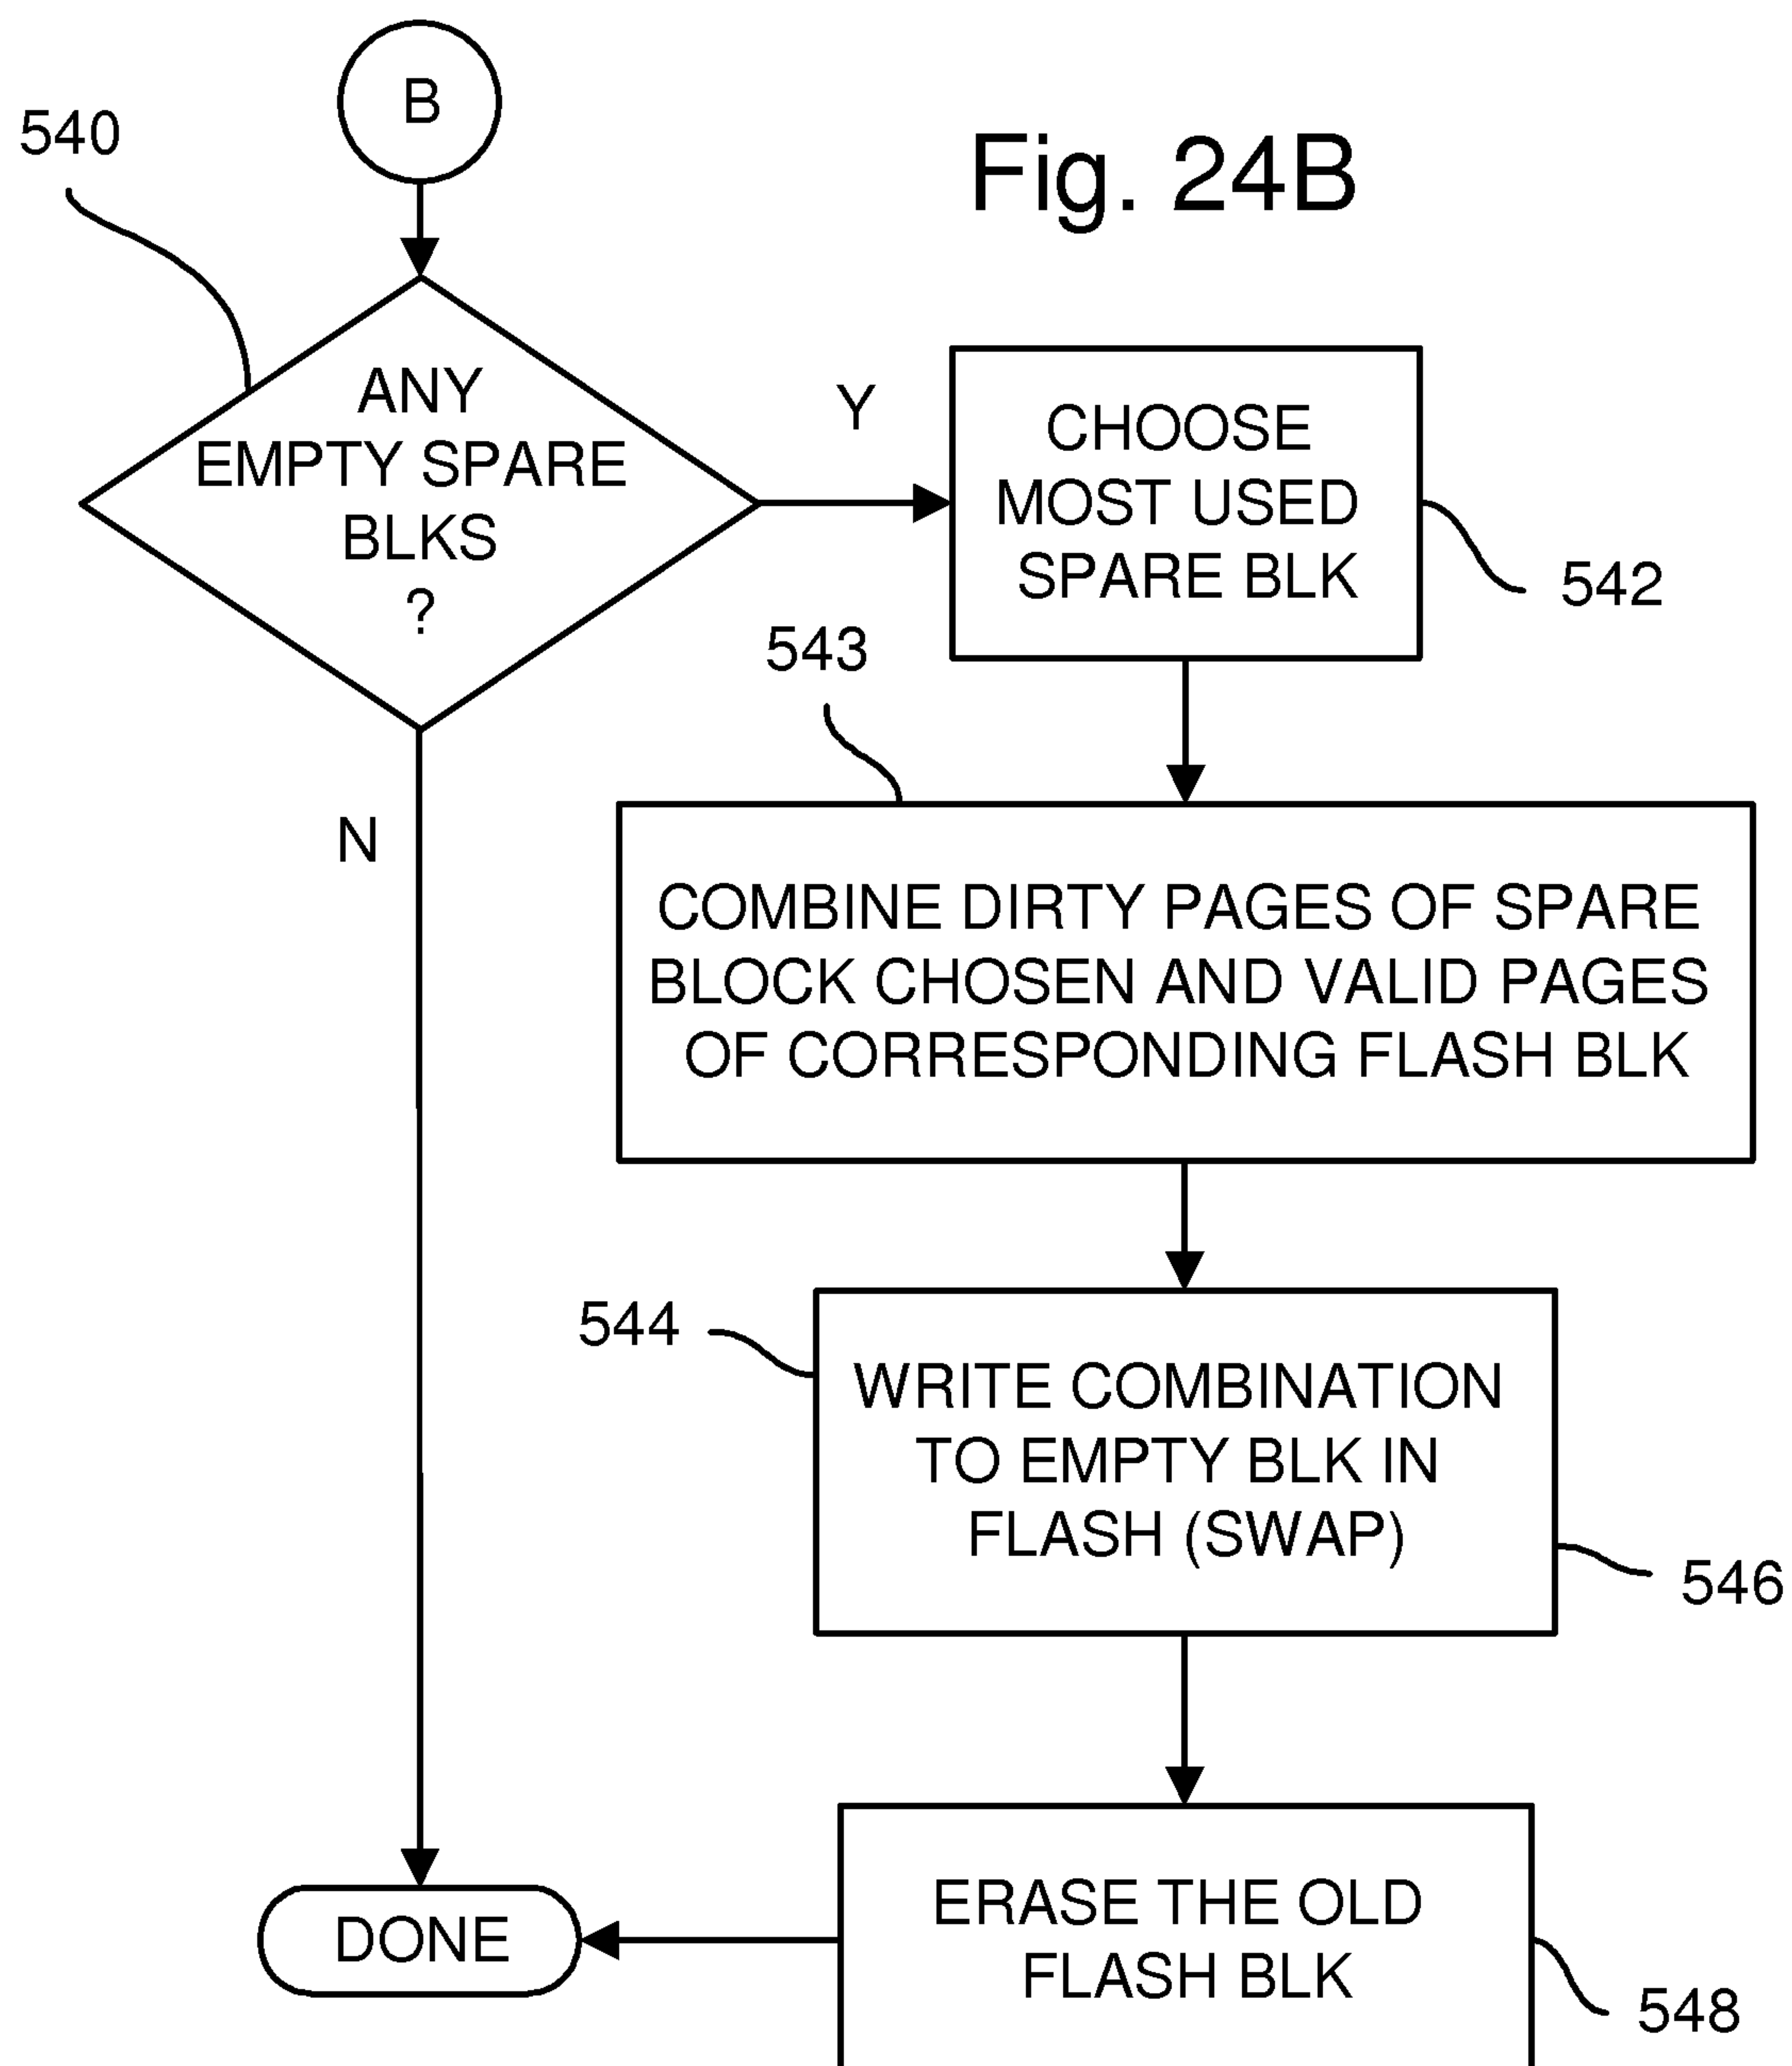 B
540
Fig. 24B
ANY
EMPTY SPARE
BLKS
?
Y
CHOOSE
MOST USED
SPARE BLK
542
543
N
COMBINE DIRTY PAGES OF SPARE
BLOCK CHOSEN AND VALID PAGES
OF CORRESPONDING FLASH BLK
544
WRITE COMBINATION
TO EMPTY BLK IN
FLASH (SWAP)
546
ERASE THE OLD
FLASH BLK
DONE
548